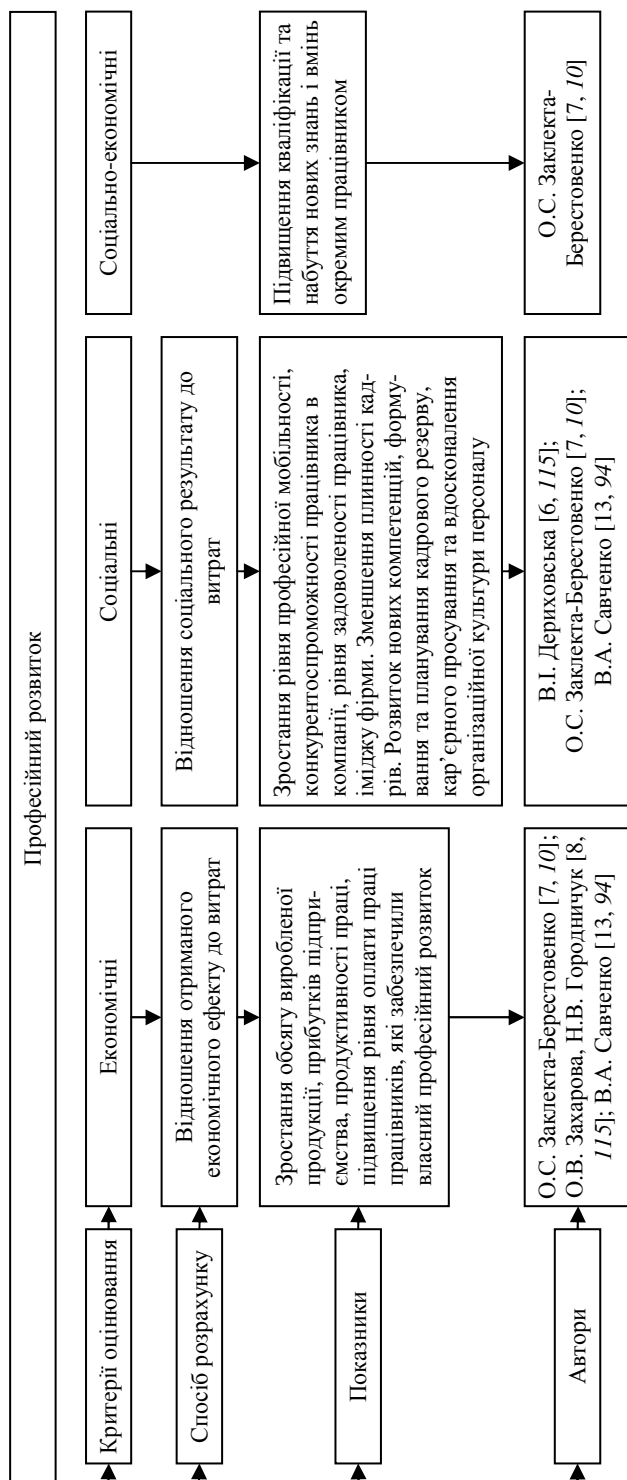 Професійний розвиток
Критерії оцінювання
Економічні
Соціальні
Соціально-економічні
Спосіб розрахунку
Відношення отриманого
економічного ефекту до витрат
Відношення соціального результату до
витрат
Показники
Зростання обсягу виробленої
продукції, прибутків підпри-
ємства, продуктивності праці,
підвищення рівня оплати праці
працівників, які забезпечили
власний професійний розвиток
Зростання рівня професійної мобільності,
конкурентоспроможності працівника в
компанії, рівня задоволеності працівника,
іміджу фірми. Зменшення плинності кад-
рів. Розвиток нових компетенцій, форму-
вання та планування кадрового резерву,
кар’єрного просування та вдосконалення
організаційної культури персоналу
Підвищення кваліфікації та
набуття нових знань і вмінь
окремим працівником
Автори
О.С. Заклекта-Берестовенко [7, 10];
О.В. Захарова, Н.В. Городничук [8,
115]; В.А. Савченко [13, 94]
В.І. Дериховська [6, 115];
О.С. Заклекта-Берестовенко [7, 10];
В.А. Савченко [13, 94]
О.С. Заклекта-
Берестовенко [7, 10]